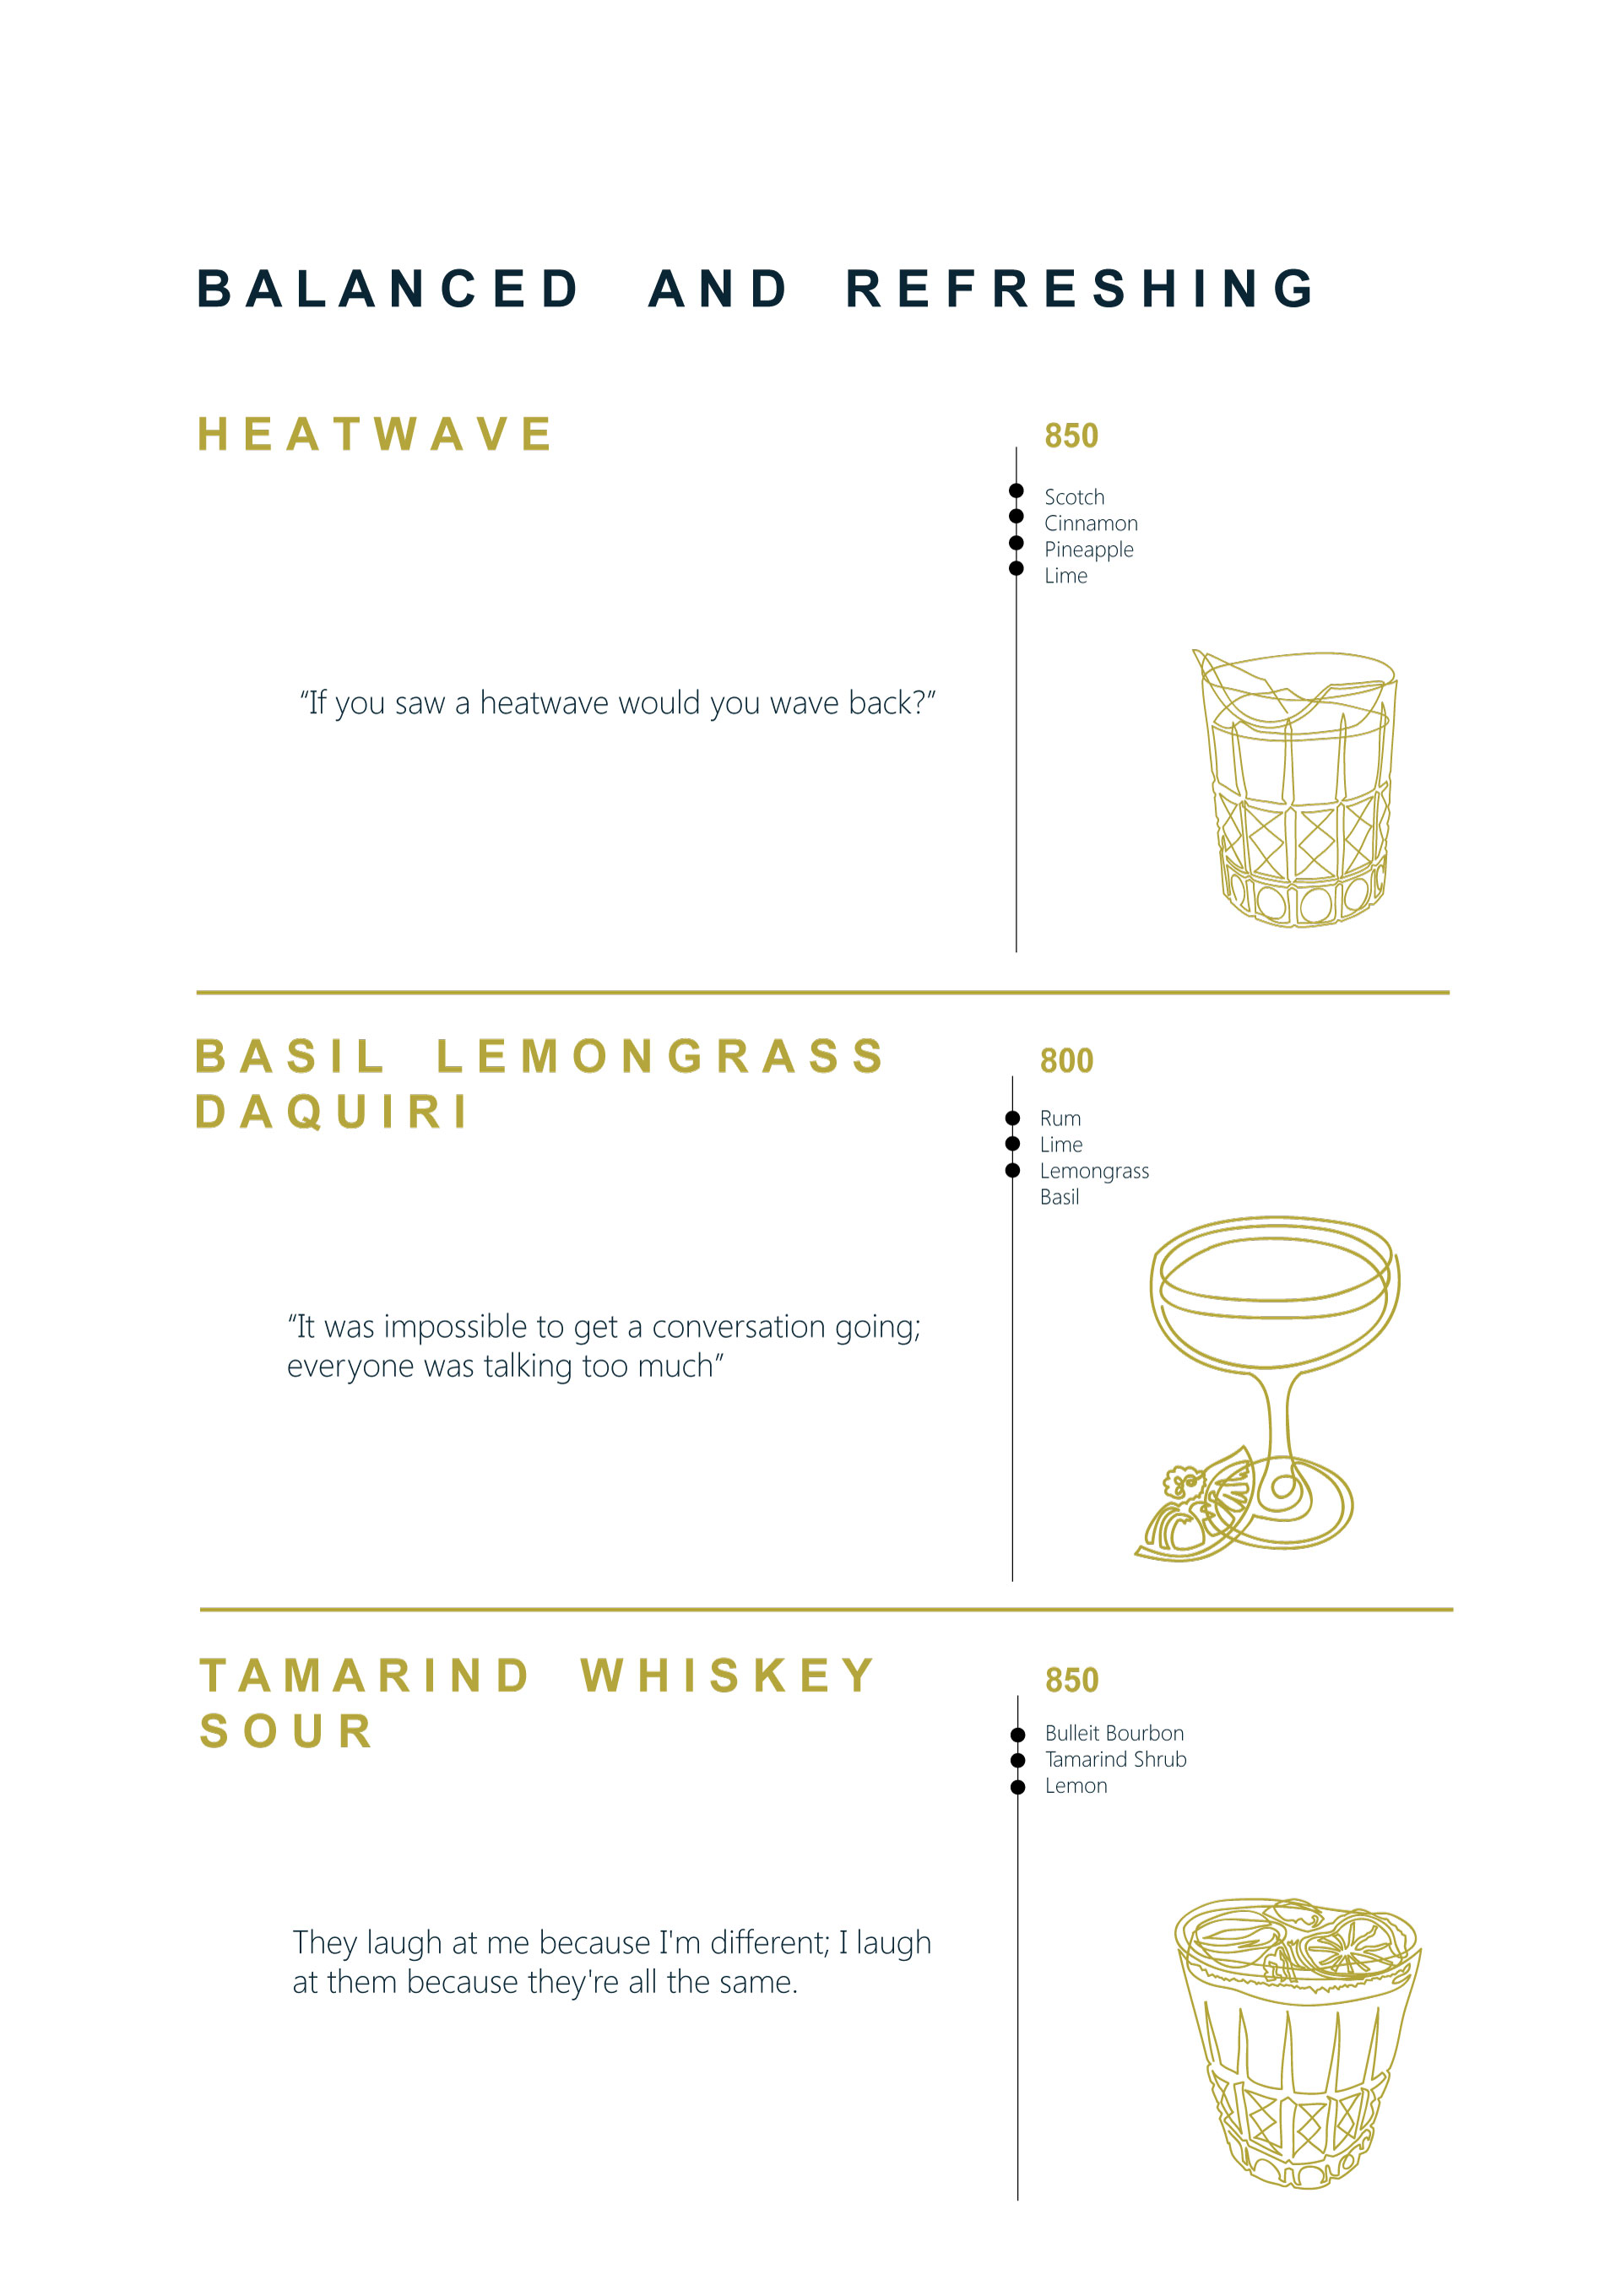 BALANCED AND REFRESHING
HEATWAVE
850
Scotch
Cinnamon
Pineapple
Lime
“If you saw a heatwave would you wave back?”
BASIL LEMONGRASS
DAQUIRI
800
Rum
Lime
Lemongrass
Basil
“It was impossible to get a conversation going;
everyone was talking too much”
TAMARIND WHISKEY
SOUR
850
Bulleit Bourbon
Tamarind Shrub
Lemon
They laugh at me because I'm different; I laugh
at them because they're all the same.